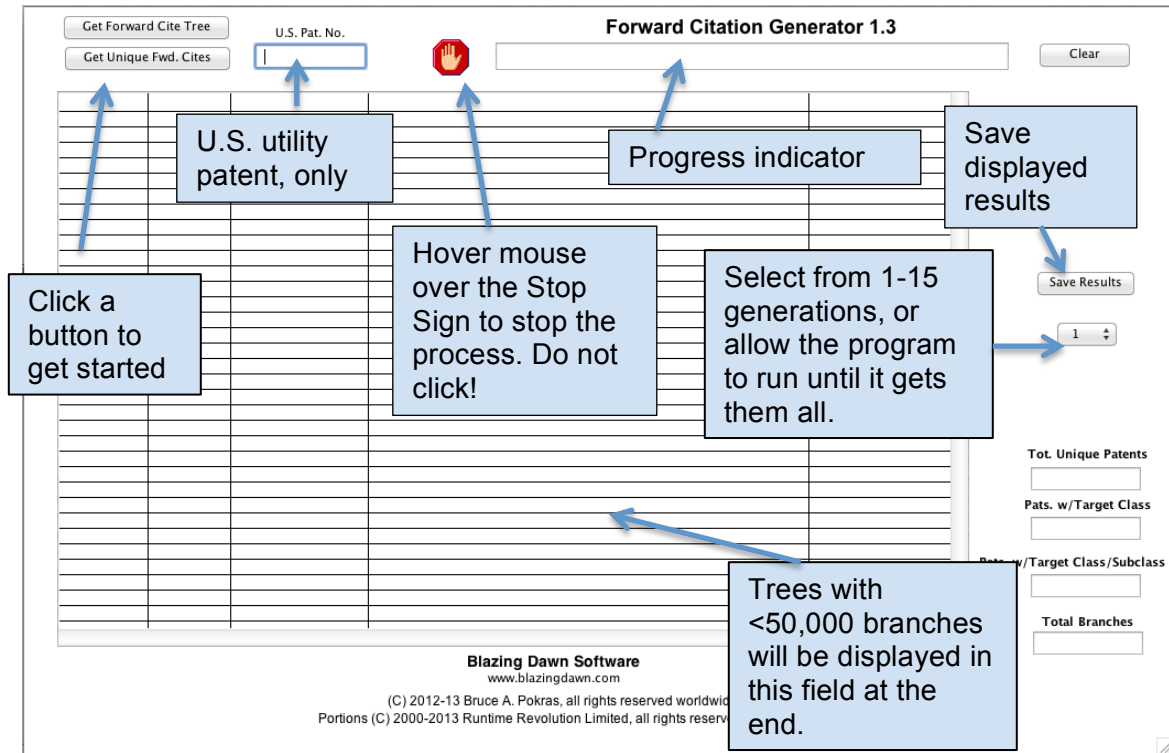 Get Forward Cite Tree
Get Unique Fwd. Cites
U.S. Pat. No.
Forward Citation Generator 1.3
Clear
U.S. utility
patent, only
Progress indicator
Save
displayed
results
Click a
button to
get started
Hover mouse
over the Stop
Sign to stop the
process. Do not
click!
Select from 1-15
generations, or
allow the program
to run until it gets
them all.
Save Results
1
Tot. Unique Patents
Pats. w/Target Class
Pats. w/Target Class/Subclass
Total Branches
Trees with
<50,000 branches
will be displayed in
this field at the
end.
Blazing Dawn Software
www.blazingdawn.com
(C) 2012-13 Bruce A. Pokras, all rights reserved
Portions (C) 2000-2013 Runtime Revolution Limited, all rights